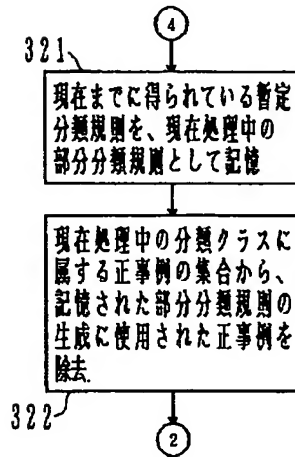 4
321
現在までに得られている暫定
分類規則を、現在処理中の
部分分類規則として記憶
現在処理中の分類クラスに
属する正事例の集合から、
記憶された部分分類規則の
生成に使用された正事例を
除去.
322
2